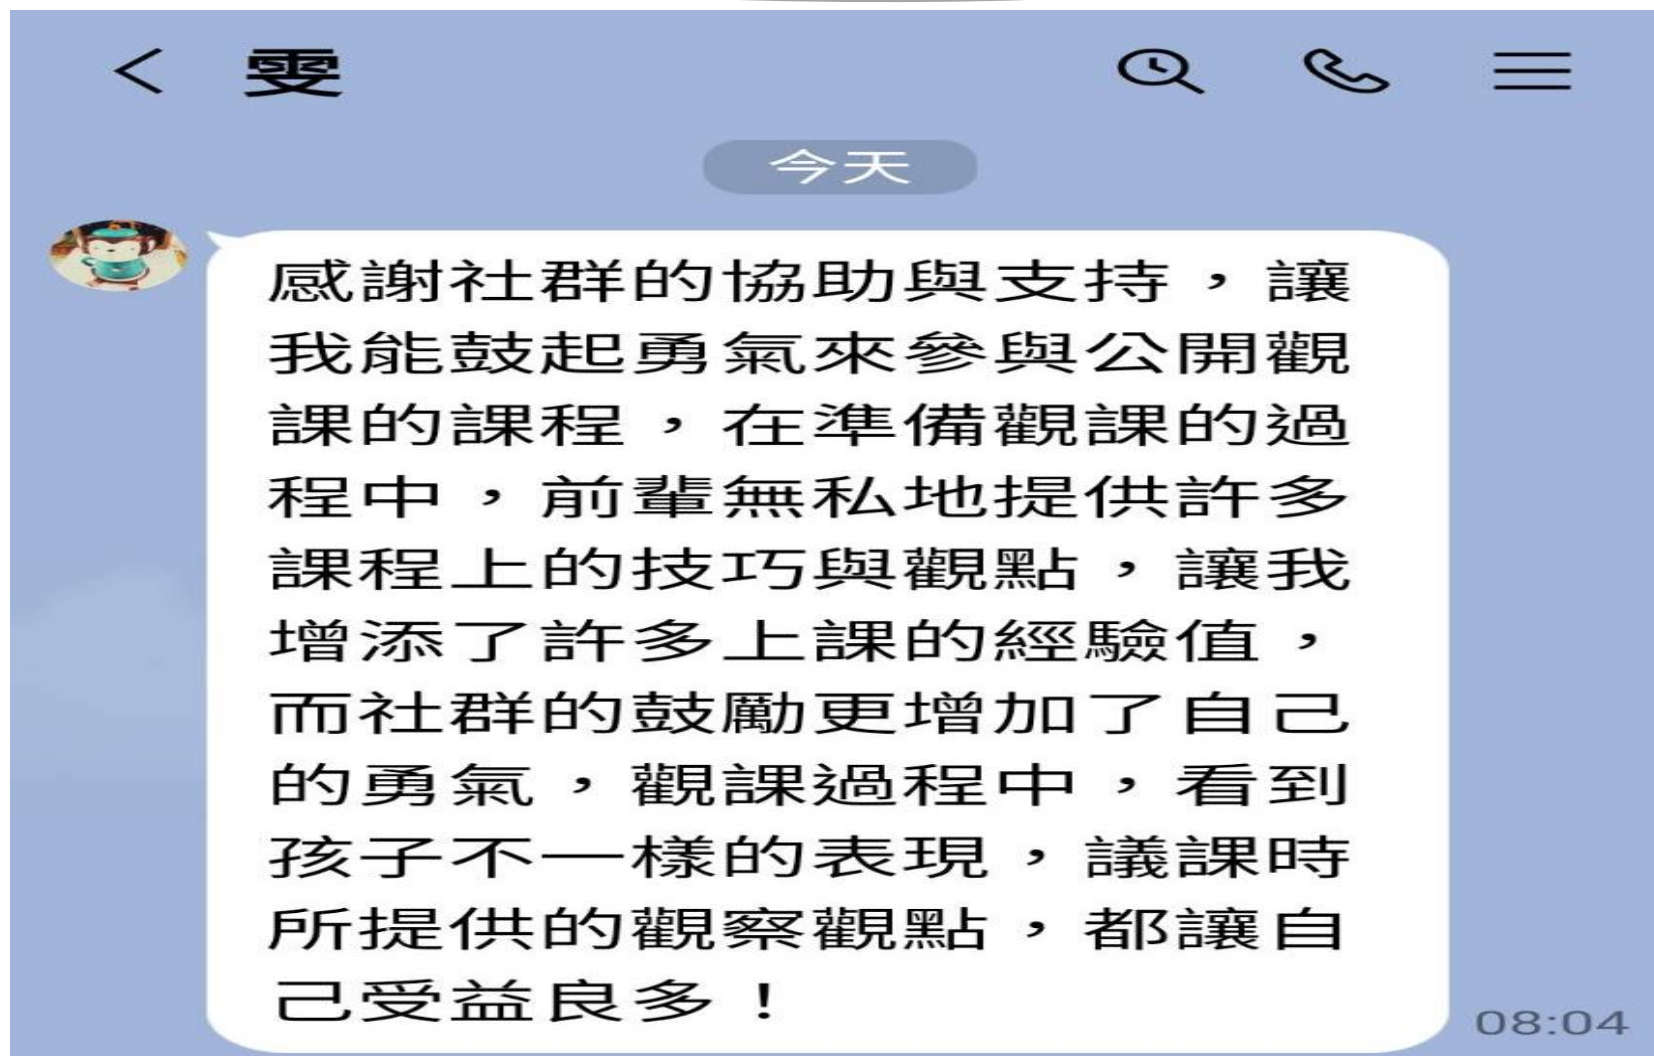 雯
今天
感謝社群的協助與支持，讓
我能鼓起勇氣來參與公開觀
課的課程，在準備觀課的過
程中，前輩無私地提供許多
課程上的技巧與觀點，讓我
增添了許多上課的經驗值，
而社群的鼓勵更增加了自己
的勇氣，觀課過程中，看到
孩子不一樣的表現，議課時
所提供的觀察觀點，都讓自
己受益良多！
08:04